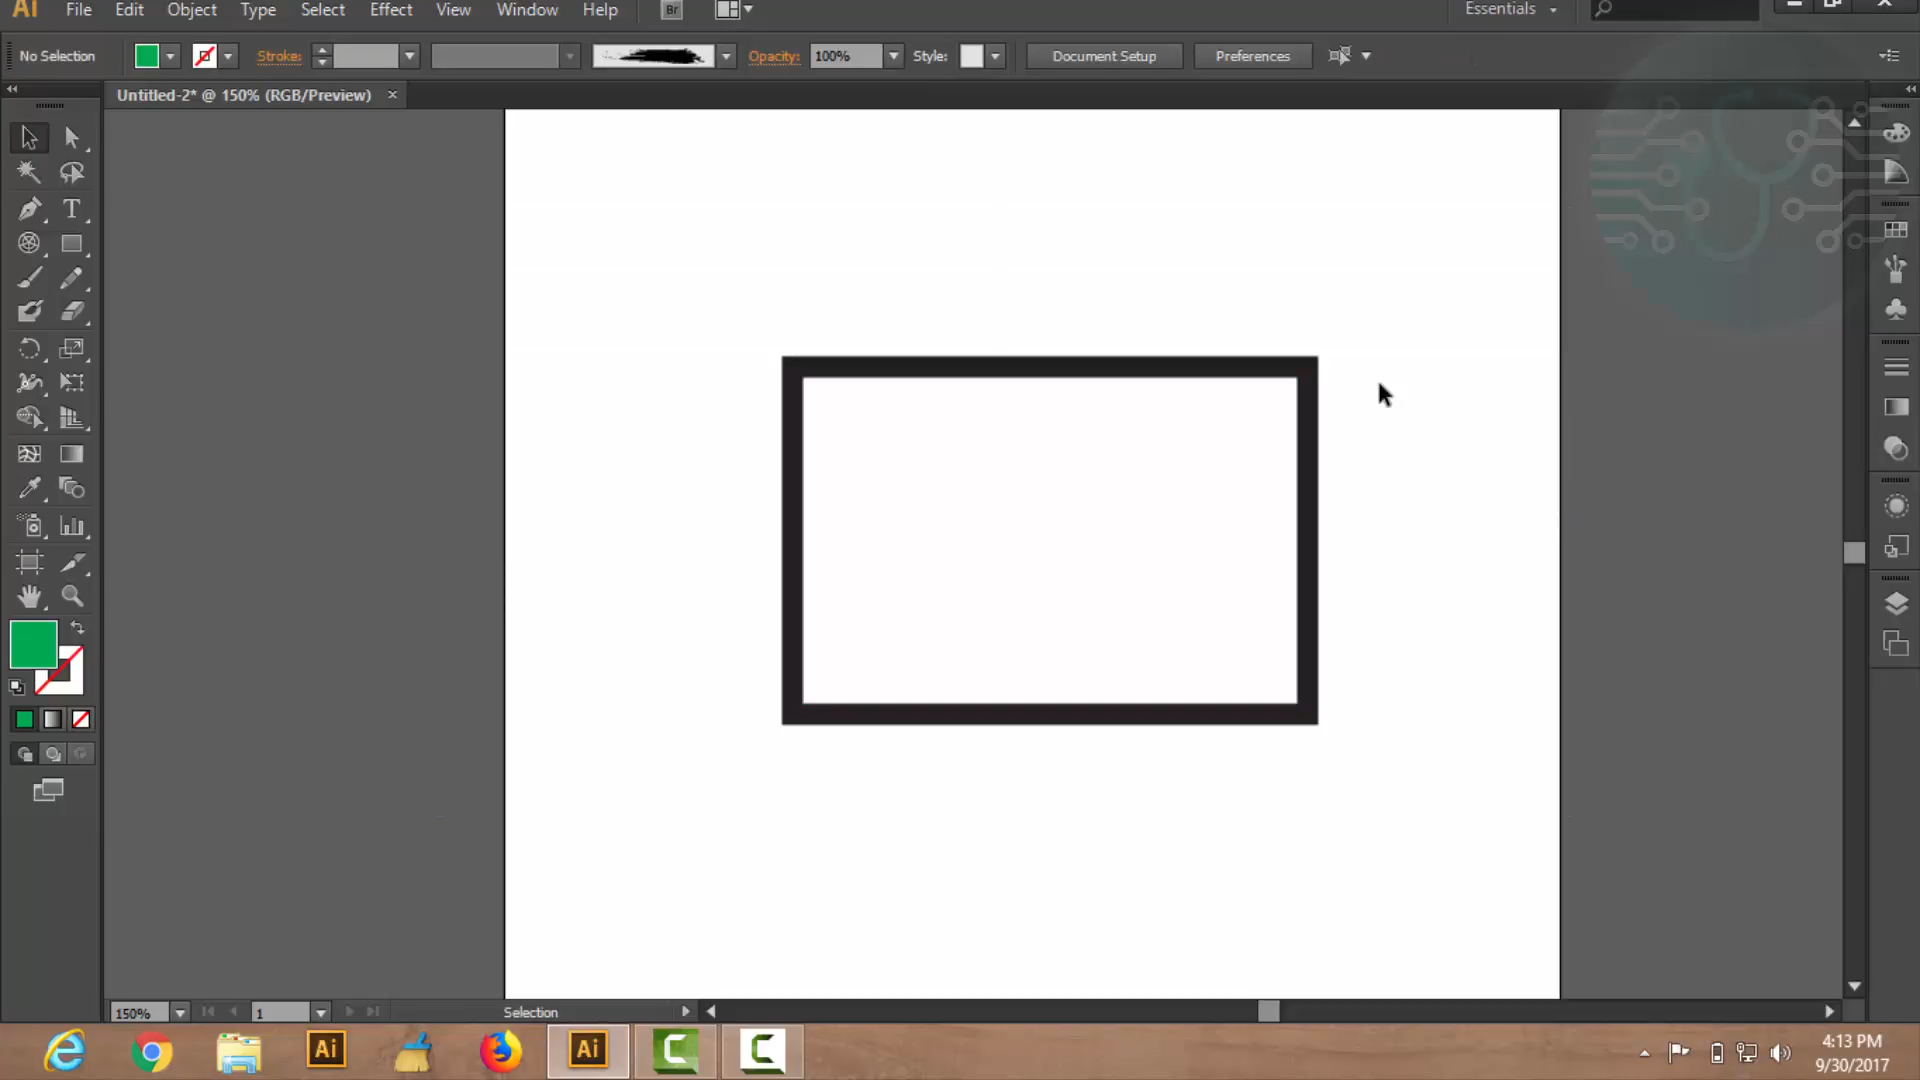 Ai File Edit Object Type Select Effect View Window Help Br Essentials
No Selection Stroke: Opacity: 100% Style: Document Setup Preferences
Untitled-2* @ 150% (RGB/Preview) ×
T
150% 1 Selection
Ai Ai C C
4:13 PM
9/30/2017